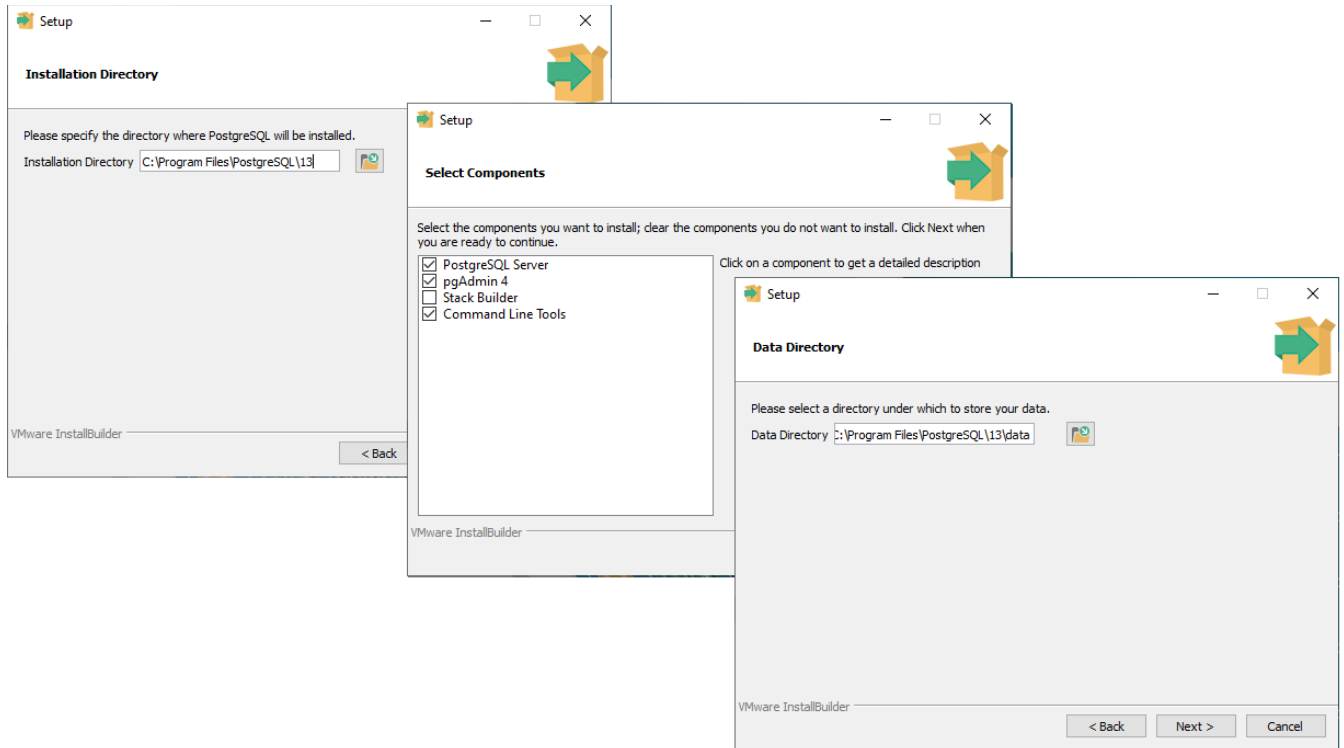 Setup
Installation Directory
Please specify the directory where PostgreSQL will be installed.
Installation Directory C:\Program Files\PostgreSQL\13
VMware InstallBuilder
< Back
Setup
Select Components
Select the components you want to install; clear the components you do not want to install. Click Next when
you are ready to continue.
PostgreSQL Server
pgAdmin 4
Stack Builder
Command Line Tools
Click on a component to get a detailed description
VMware InstallBuilder
Setup
Data Directory
Please select a directory under which to store your data.
Data Directory :\Program Files\PostgreSQL\13\data
VMware InstallBuilder
< Back Next > Cancel